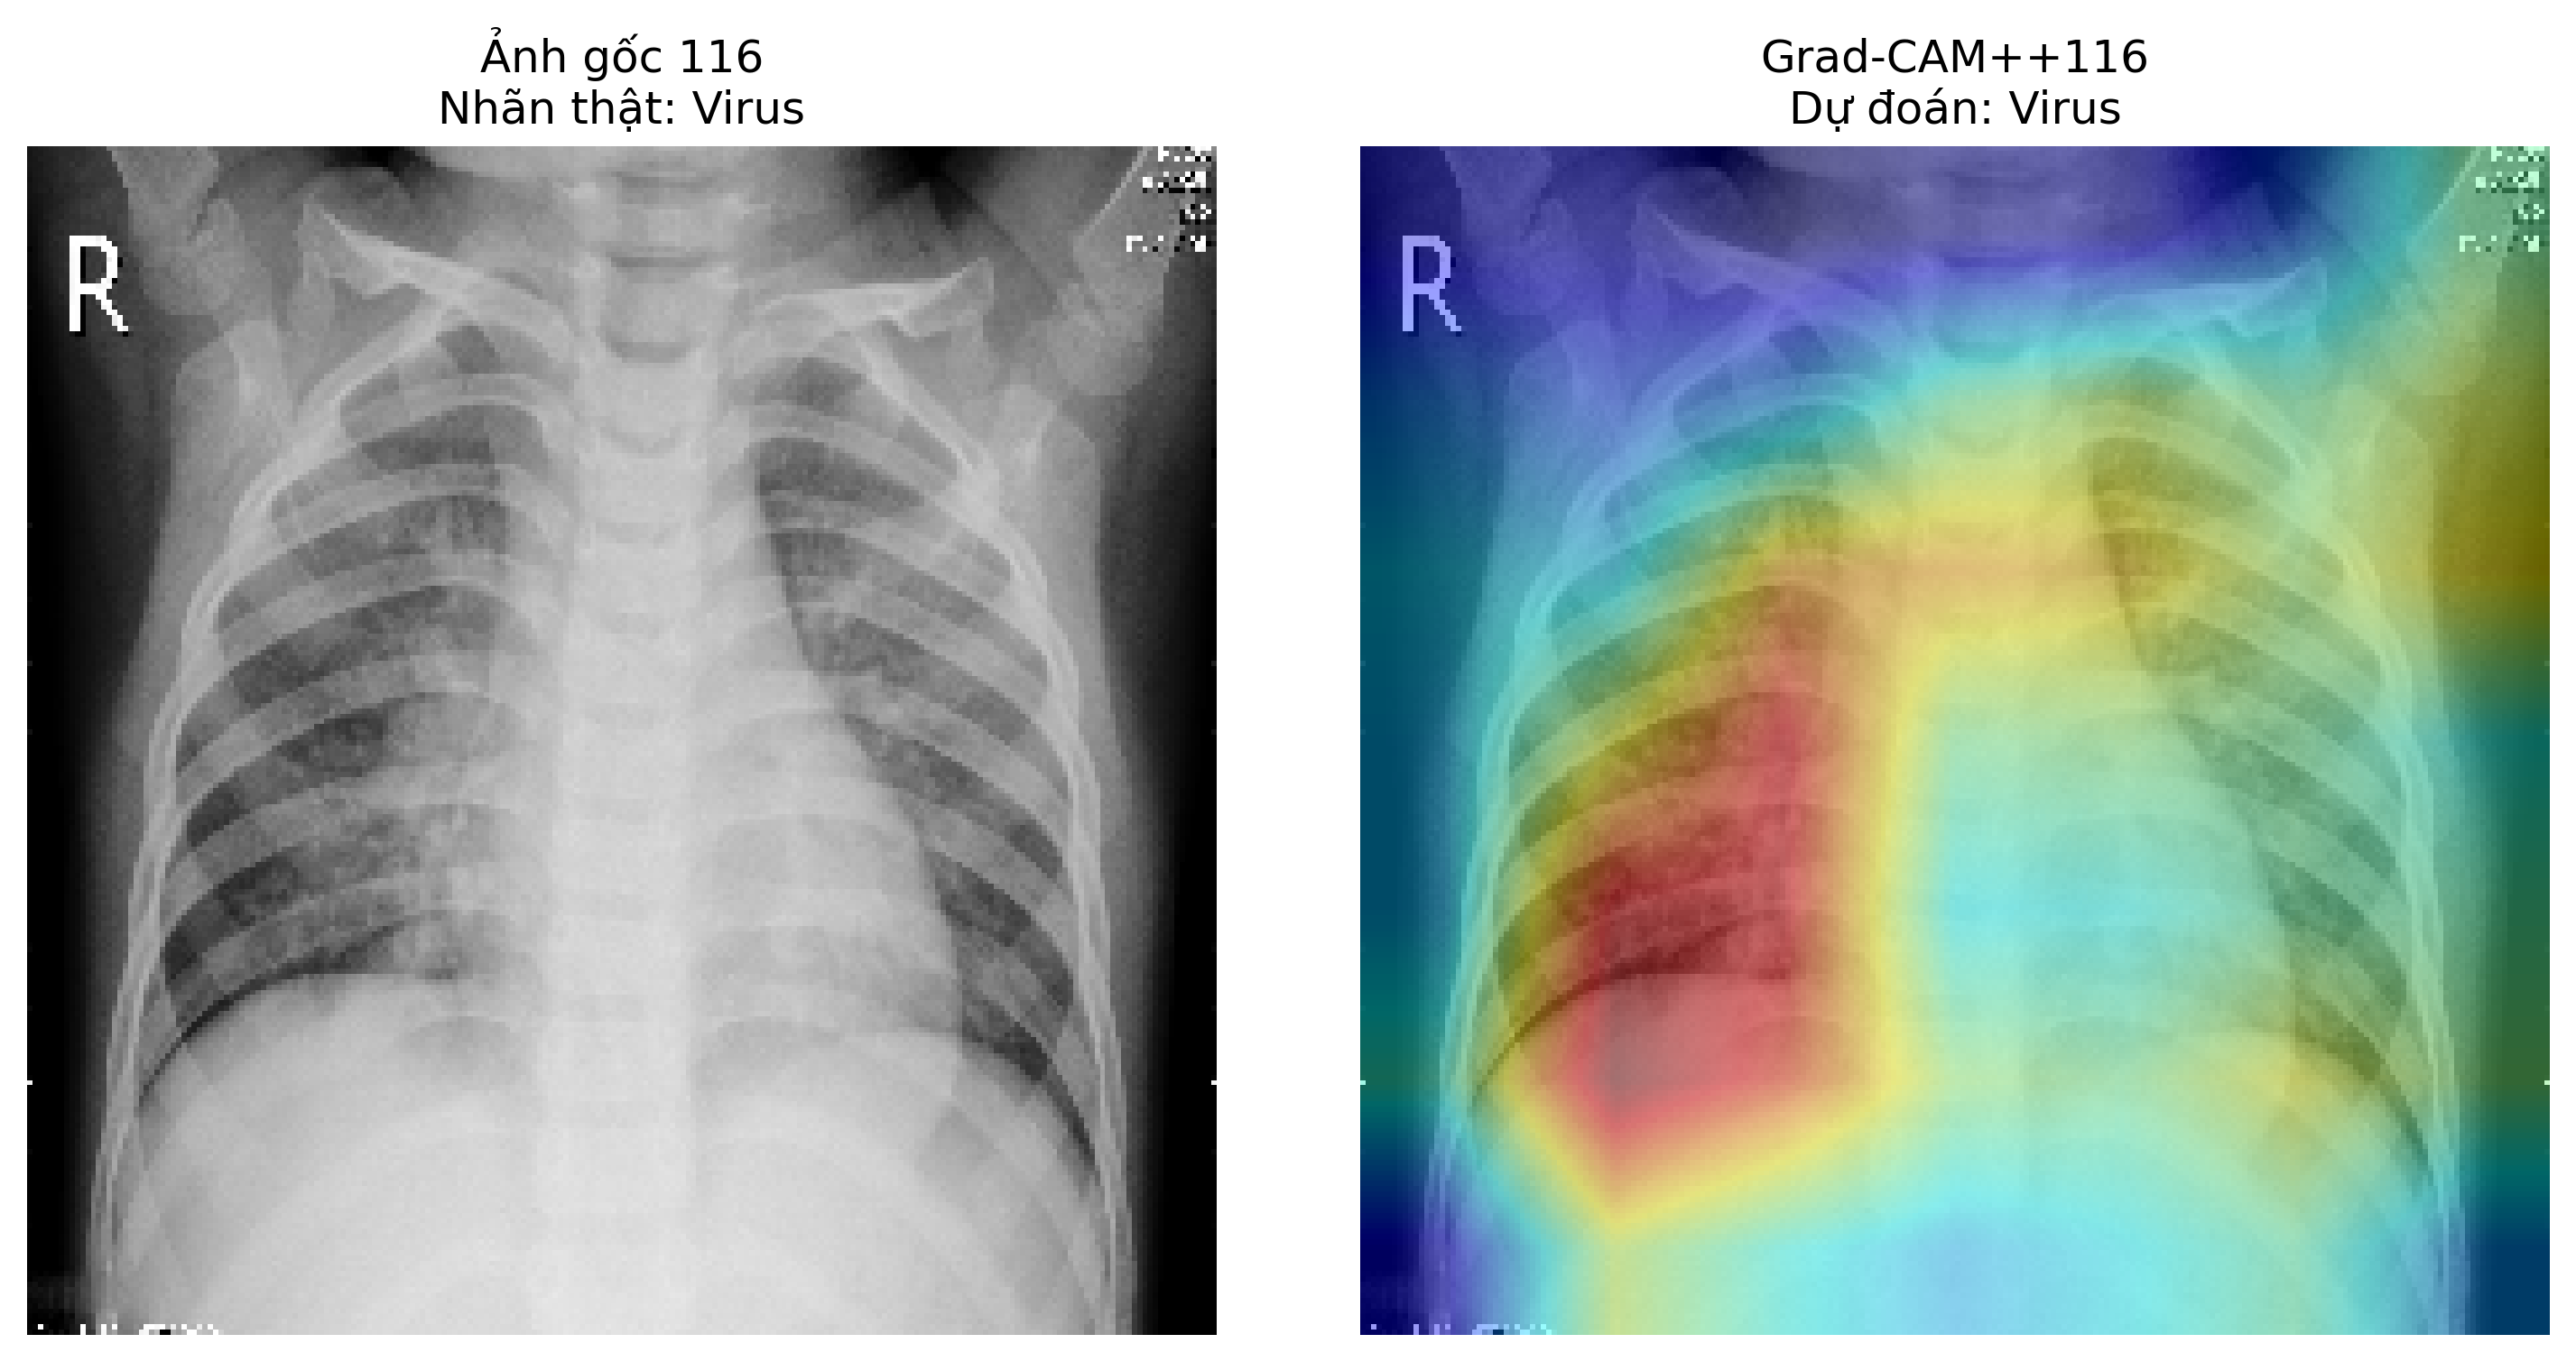 Ảnh gốc 116
Nhãn thật: Virus
Grad-CAM++116
Dự đoán: Virus
R
R